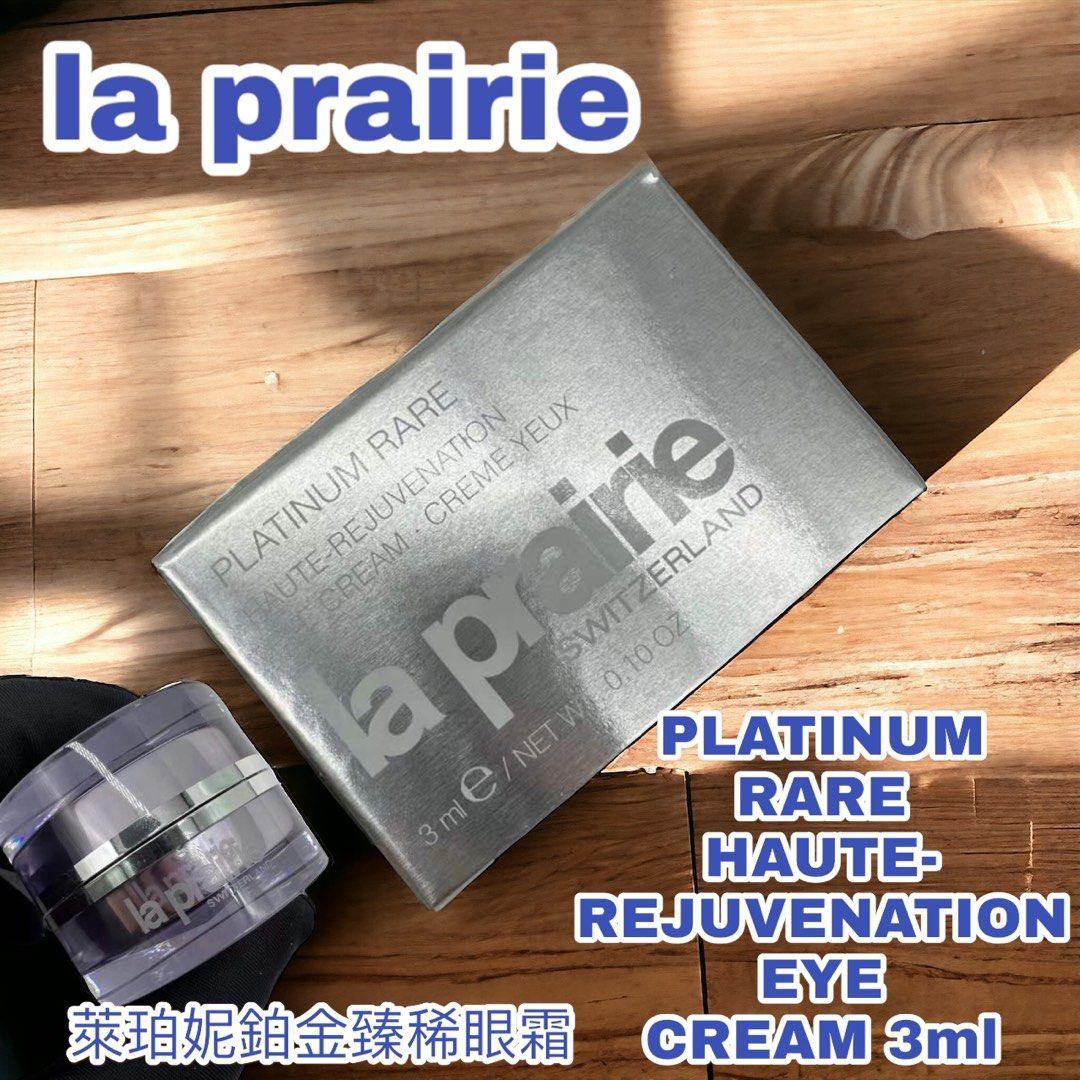 la prairie
PLATINUM RARE
HAUTE-REJUVENATION
CREAM · CREME YEUX
la prairie
SWITZERLAND
3 ml e / NET W 0.10 OZ
la prairie
SWITZERLAND
PLATINUM
RARE
HAUTE-
REJUVENATION
EYE
CREAM 3ml
萊珀妮鉑金臻稀眼霜